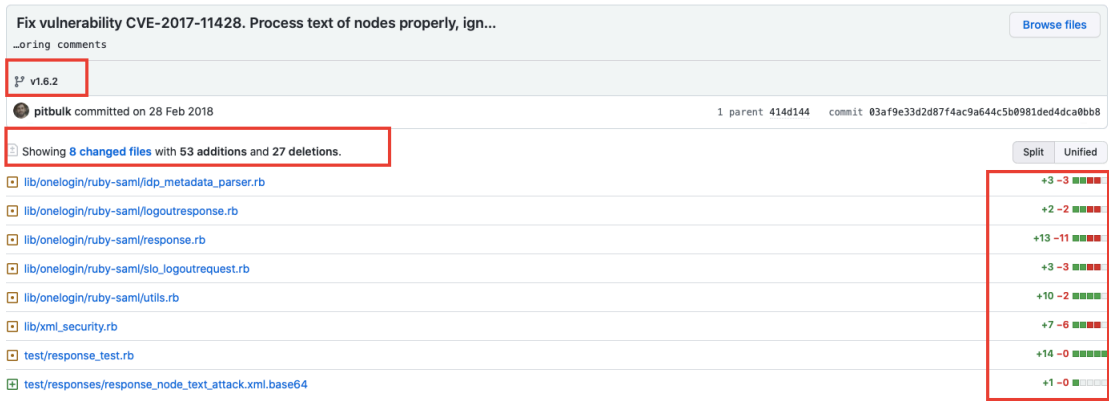 Fix vulnerability CVE-2017-11428. Process text of nodes properly, ign...
Browse files
…oring comments
v1.6.2
pitbulk committed on 28 Feb 2018
1 parent 414d144 commit 03af9e33d2d87f4ac9a644c5b0981ded4dca0bb8
Showing 8 changed files with 53 additions and 27 deletions.
Split Unified
lib/onelogin/ruby-saml/idp_metadata_parser.rb +3 −3
lib/onelogin/ruby-saml/logoutresponse.rb +2 −2
lib/onelogin/ruby-saml/response.rb +13 −11
lib/onelogin/ruby-saml/slo_logoutrequest.rb +3 −3
lib/onelogin/ruby-saml/utils.rb +10 −2
lib/xml_security.rb +7 −6
test/response_test.rb +14 −0
test/responses/response_node_text_attack.xml.base64 +1 −0